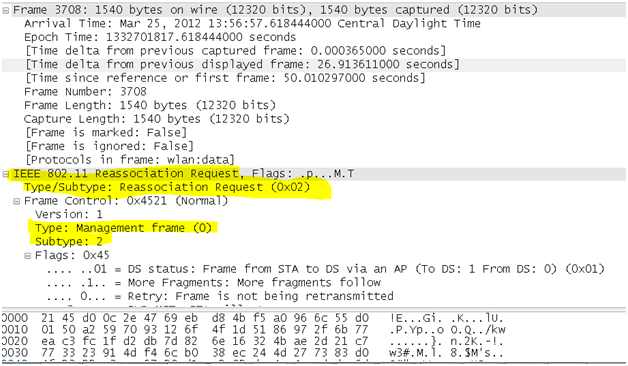 Frame 3708: 1540 bytes on wire (12320 bits), 1540 bytes captured (12320 bits)
Arrival Time: Mar 25, 2012 13:56:57.618444000 Central Daylight Time
Epoch Time: 1332701817.618444000 seconds
[Time delta from previous captured frame: 0.000365000 seconds]
[Time delta from previous displayed frame: 26.913611000 seconds]
[Time since reference or first frame: 50.010297000 seconds]
Frame Number: 3708
Frame Length: 1540 bytes (12320 bits)
Capture Length: 1540 bytes (12320 bits)
[Frame is marked: False]
[Frame is ignored: False]
[Protocols in frame: wlan:data]
IEEE 802.11 Reassociation Request, Flags: .p...M.T
Type/Subtype: Reassociation Request (0x02)
Frame Control: 0x4521 (Normal)
Version: 1
Type: Management frame (0)
Subtype: 2
Flags: 0x45
.... ..01 = DS status: Frame from STA to DS via an AP (To DS: 1 From DS: 0) (0x01)
.... .1.. = More Fragments: More fragments follow
.... 0... = Retry: Frame is not being retransmitted
0000 21 45 d0 0c 2e 47 69 eb d8 4b f5 a0 96 6c 55 d0 !E...Gi. .K...lU.
0010 01 50 a2 59 70 93 12 6f 4f 1d 51 86 97 2f 6b 77 .P.Yp..o O.Q../kw
0020 ea c3 fc 1f d2 db 7d 82 6e 16 32 4b ae 2d 21 c7 ......}. n.2K.-!.
0030 77 33 23 91 4d f4 6c b0 38 ec 24 4d 27 73 83 d0 w3#.M.l. 8.$M's..